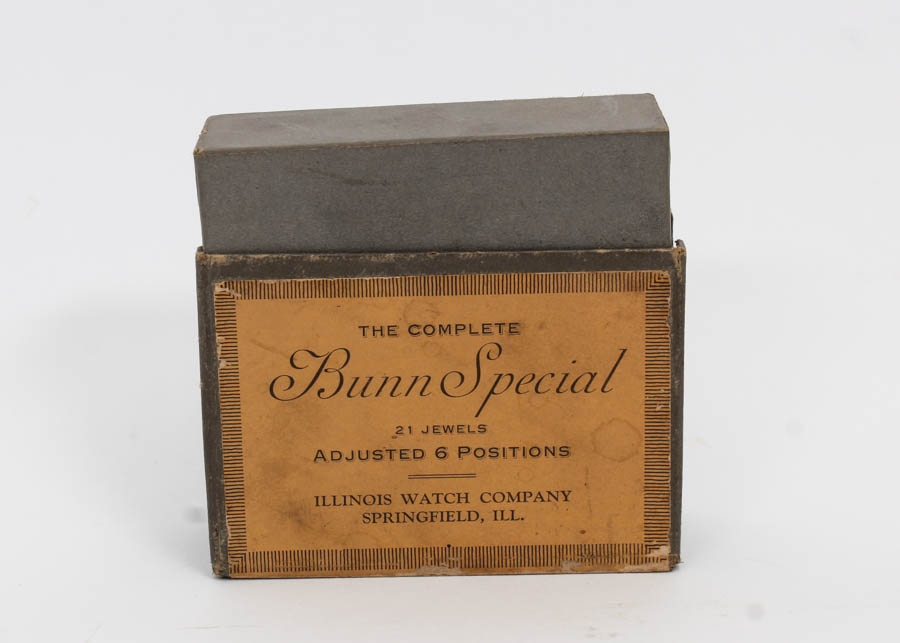 THE COMPLETE
Bunn Special
21 JEWELS
ADJUSTED 6 POSITIONS
ILLINOIS WATCH COMPANY
SPRINGFIELD, ILL.